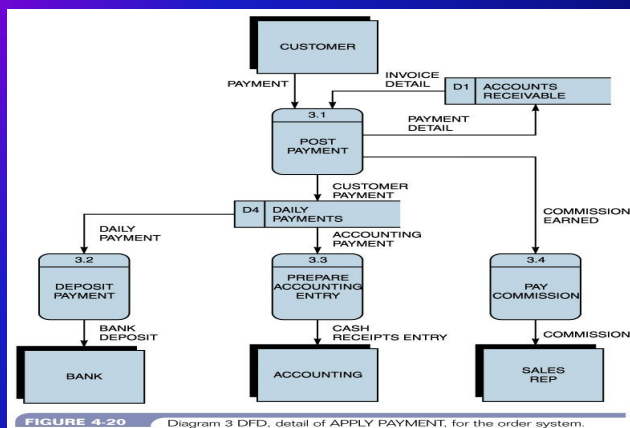 CUSTOMER
PAYMENT
INVOICE
DETAIL
D1 ACCOUNTS
RECEIVABLE
3.1
POST
PAYMENT
PAYMENT
DETAIL
CUSTOMER
PAYMENT
D4 DAILY
PAYMENTS
DAILY
PAYMENT
ACCOUNTING
PAYMENT
COMMISSION
EARNED
3.2
DEPOSIT
PAYMENT
3.3
PREPARE
ACCOUNTING
ENTRY
3.4
PAY
COMMISSION
BANK
DEPOSIT
CASH
RECEIPTS ENTRY
COMMISSION
BANK
ACCOUNTING
SALES
REP
FIGURE 4-20 Diagram 3 DFD, detail of APPLY PAYMENT, for the order system.